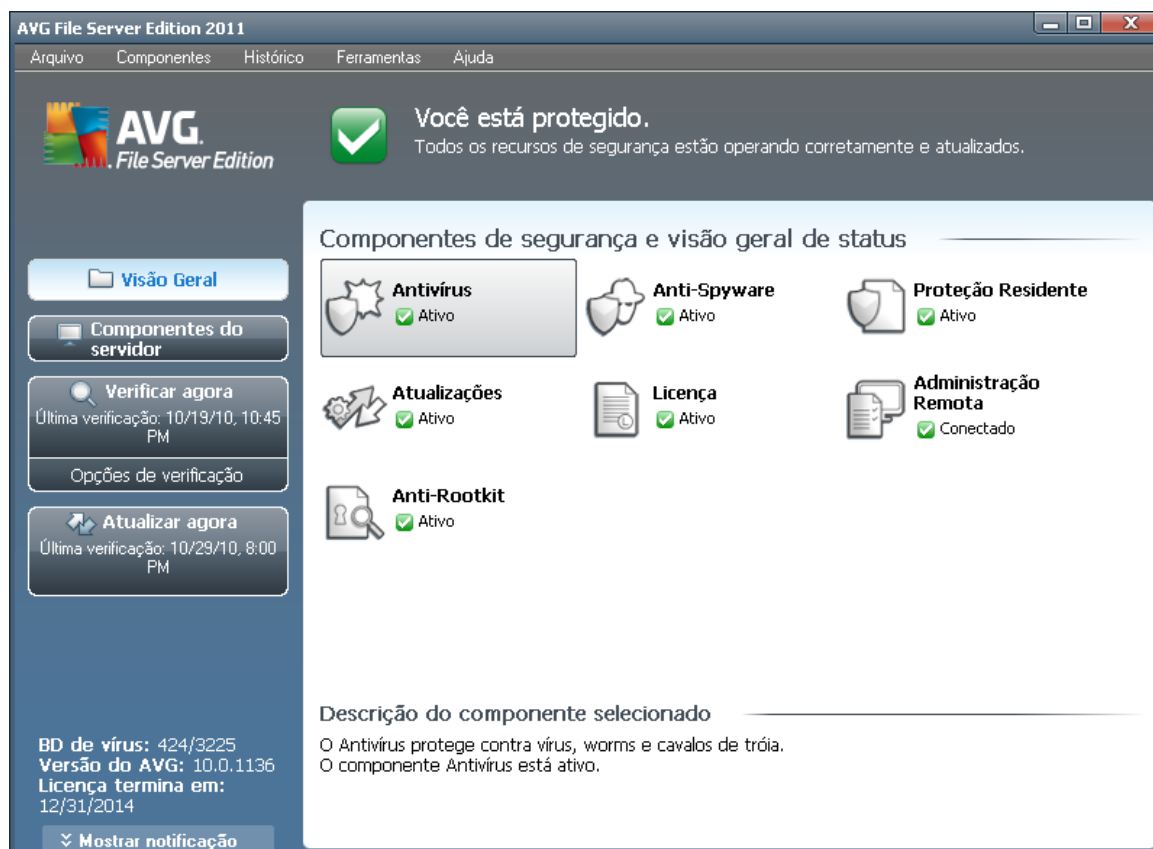 AVG File Server Edition 2011
Arquivo Componentes Histórico Ferramentas Ajuda
AVG.
File Server Edition
Você está protegido.
Todos os recursos de segurança estão operando corretamente e atualizados.
Visão Geral
Componentes do
servidor
Verificar agora
Última verificação: 10/19/10, 10:45
PM
Opções de verificação
Atualizar agora
Última verificação: 10/29/10, 8:00
PM
BD de vírus: 424/3225
Versão do AVG: 10.0.1136
Licença termina em:
12/31/2014
Mostrar notificação
Componentes de segurança e visão geral de status
Antivírus
Ativo
Anti-Spyware
Ativo
Proteção Residente
Ativo
Atualizações
Ativo
Licença
Ativo
Administração
Remota
Conectado
Anti-Rootkit
Ativo
Descrição do componente selecionado
O Antivírus protege contra vírus, worms e cavalos de tróia.
O componente Antivírus está ativo.